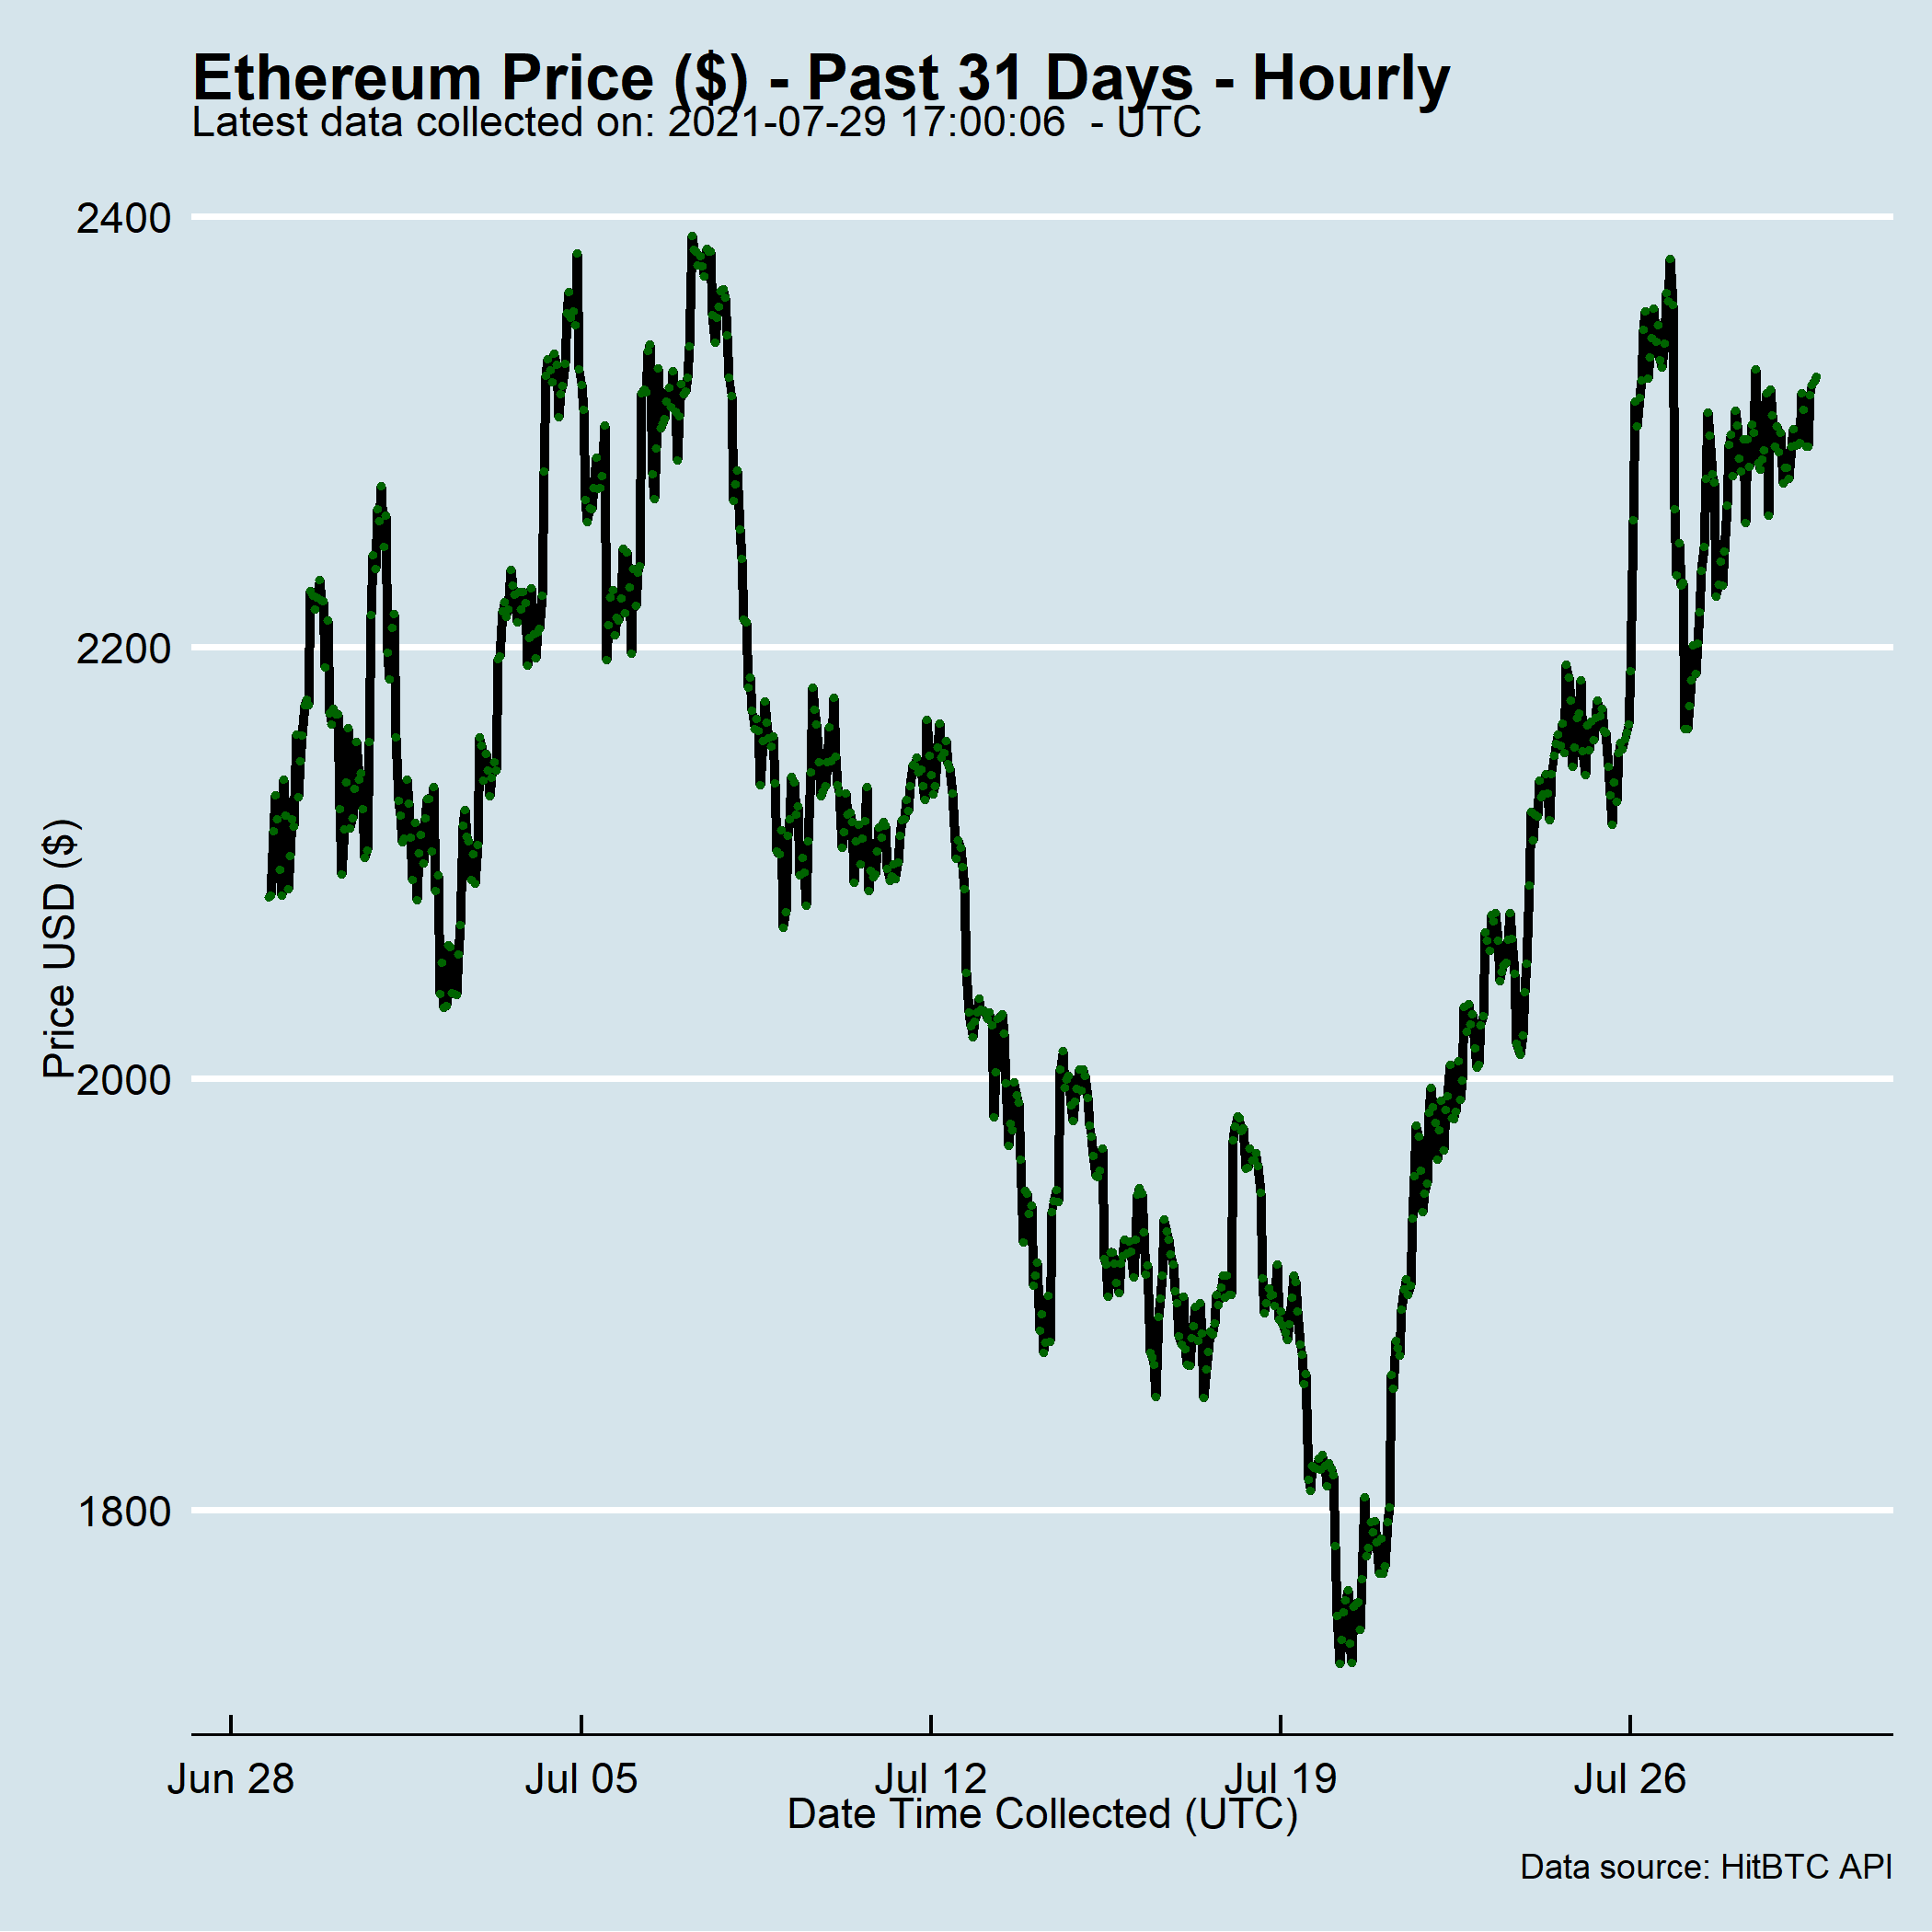 Ethereum Price ($) - Past 31 Days - Hourly
Latest data collected on: 2021-07-29 17:00:06  - UTC
2400
2200
2000
1800
Price USD ($)
Jun 28
Jul 05
Jul 12
Jul 19
Jul 26
Date Time Collected (UTC)
Data source: HitBTC API